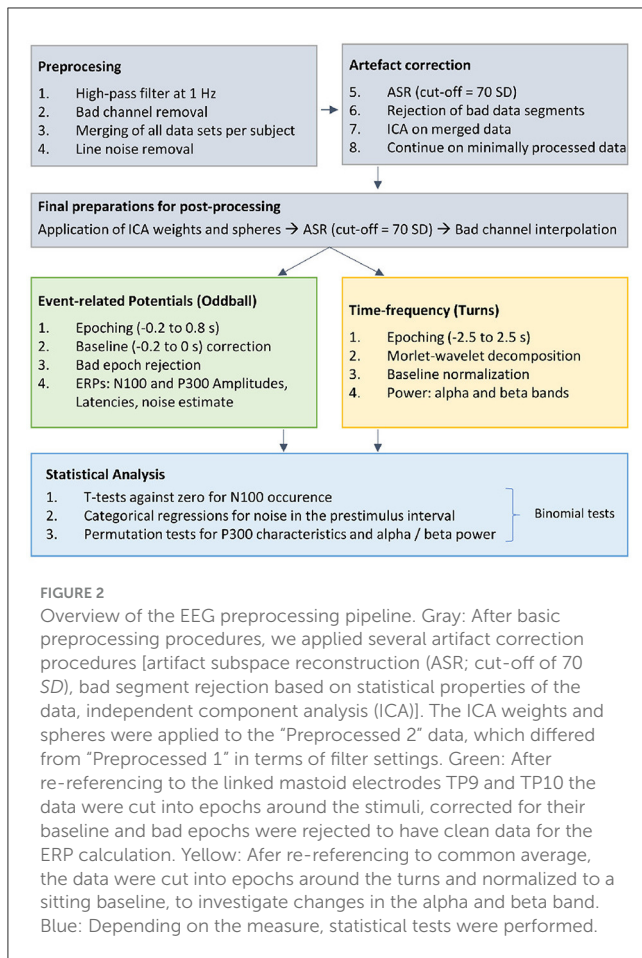 Preprocesing
1. High-pass filter at 1 Hz
2. Bad channel removal
3. Merging of all data sets per subject
4. Line noise removal
Artefact correction
5. ASR (cut-off = 70 SD)
6. Rejection of bad data segments
7. ICA on merged data
8. Continue on minimally processed data
Final preparations for post-processing
Application of ICA weights and spheres → ASR (cut-off = 70 SD) → Bad channel interpolation
Event-related Potentials (Oddball)
1. Epoching (-0.2 to 0.8 s)
2. Baseline (-0.2 to 0 s) correction
3. Bad epoch rejection
4. ERPs: N100 and P300 Amplitudes,
Latencies, noise estimate
Time-frequency (Turns)
1. Epoching (-2.5 to 2.5 s)
2. Morlet-wavelet decomposition
3. Baseline normalization
4. Power: alpha and beta bands
Statistical Analysis
1. T-tests against zero for N100 occurence
2. Categorical regressions for noise in the prestimulus interval
3. Permutation tests for P300 characteristics and alpha / beta power
Binomial tests
FIGURE 2
Overview of the EEG preprocessing pipeline. Gray: After basic
preprocessing procedures, we applied several artifact correction
procedures [artifact subspace reconstruction (ASR; cut-off of 70
SD), bad segment rejection based on statistical properties of the
data, independent component analysis (ICA)]. The ICA weights and
spheres were applied to the "Preprocessed 2" data, which differed
from "Preprocessed 1" in terms of filter settings. Green: After
re-referencing to the linked mastoid electrodes TP9 and TP10 the
data were cut into epochs around the stimuli, corrected for their
baseline and bad epochs were rejected to have clean data for the
ERP calculation. Yellow: Afer re-referencing to common average,
the data were cut into epochs around the turns and normalized to a
sitting baseline, to investigate changes in the alpha and beta band.
Blue: Depending on the measure, statistical tests were performed.